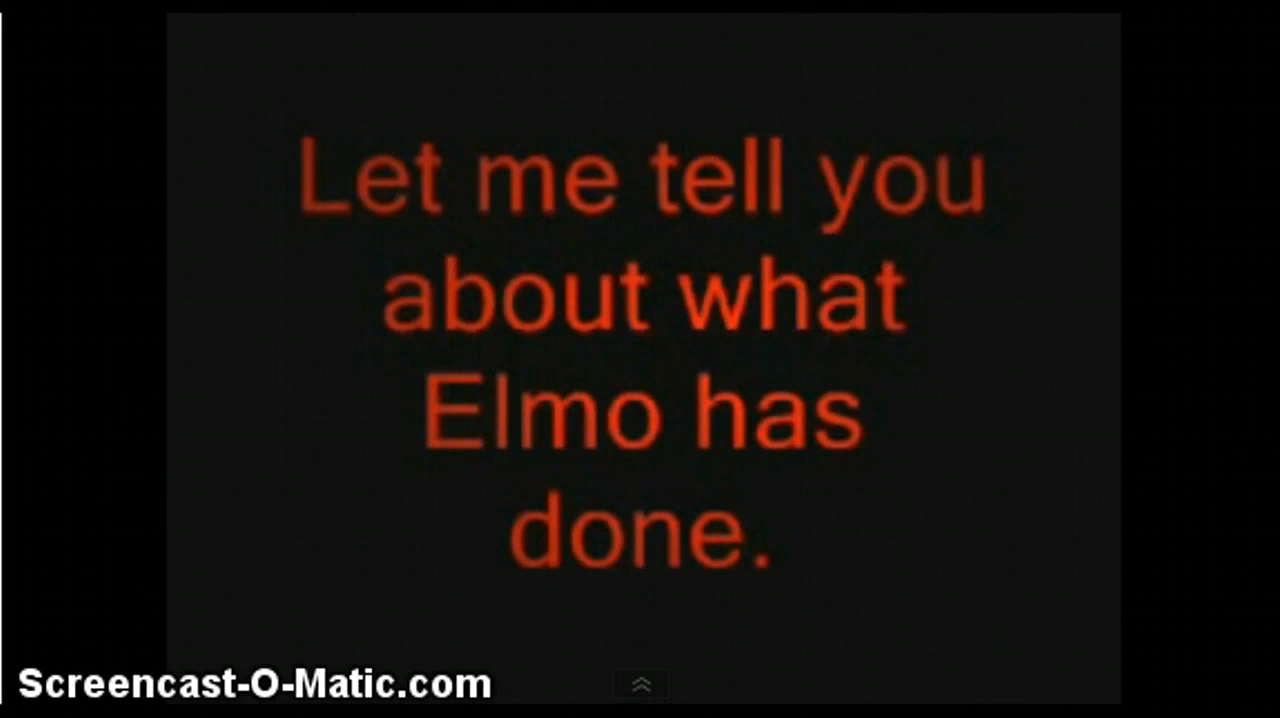 Let me tell you
about what
Elmo has
done.
Screencast-O-Matic.com